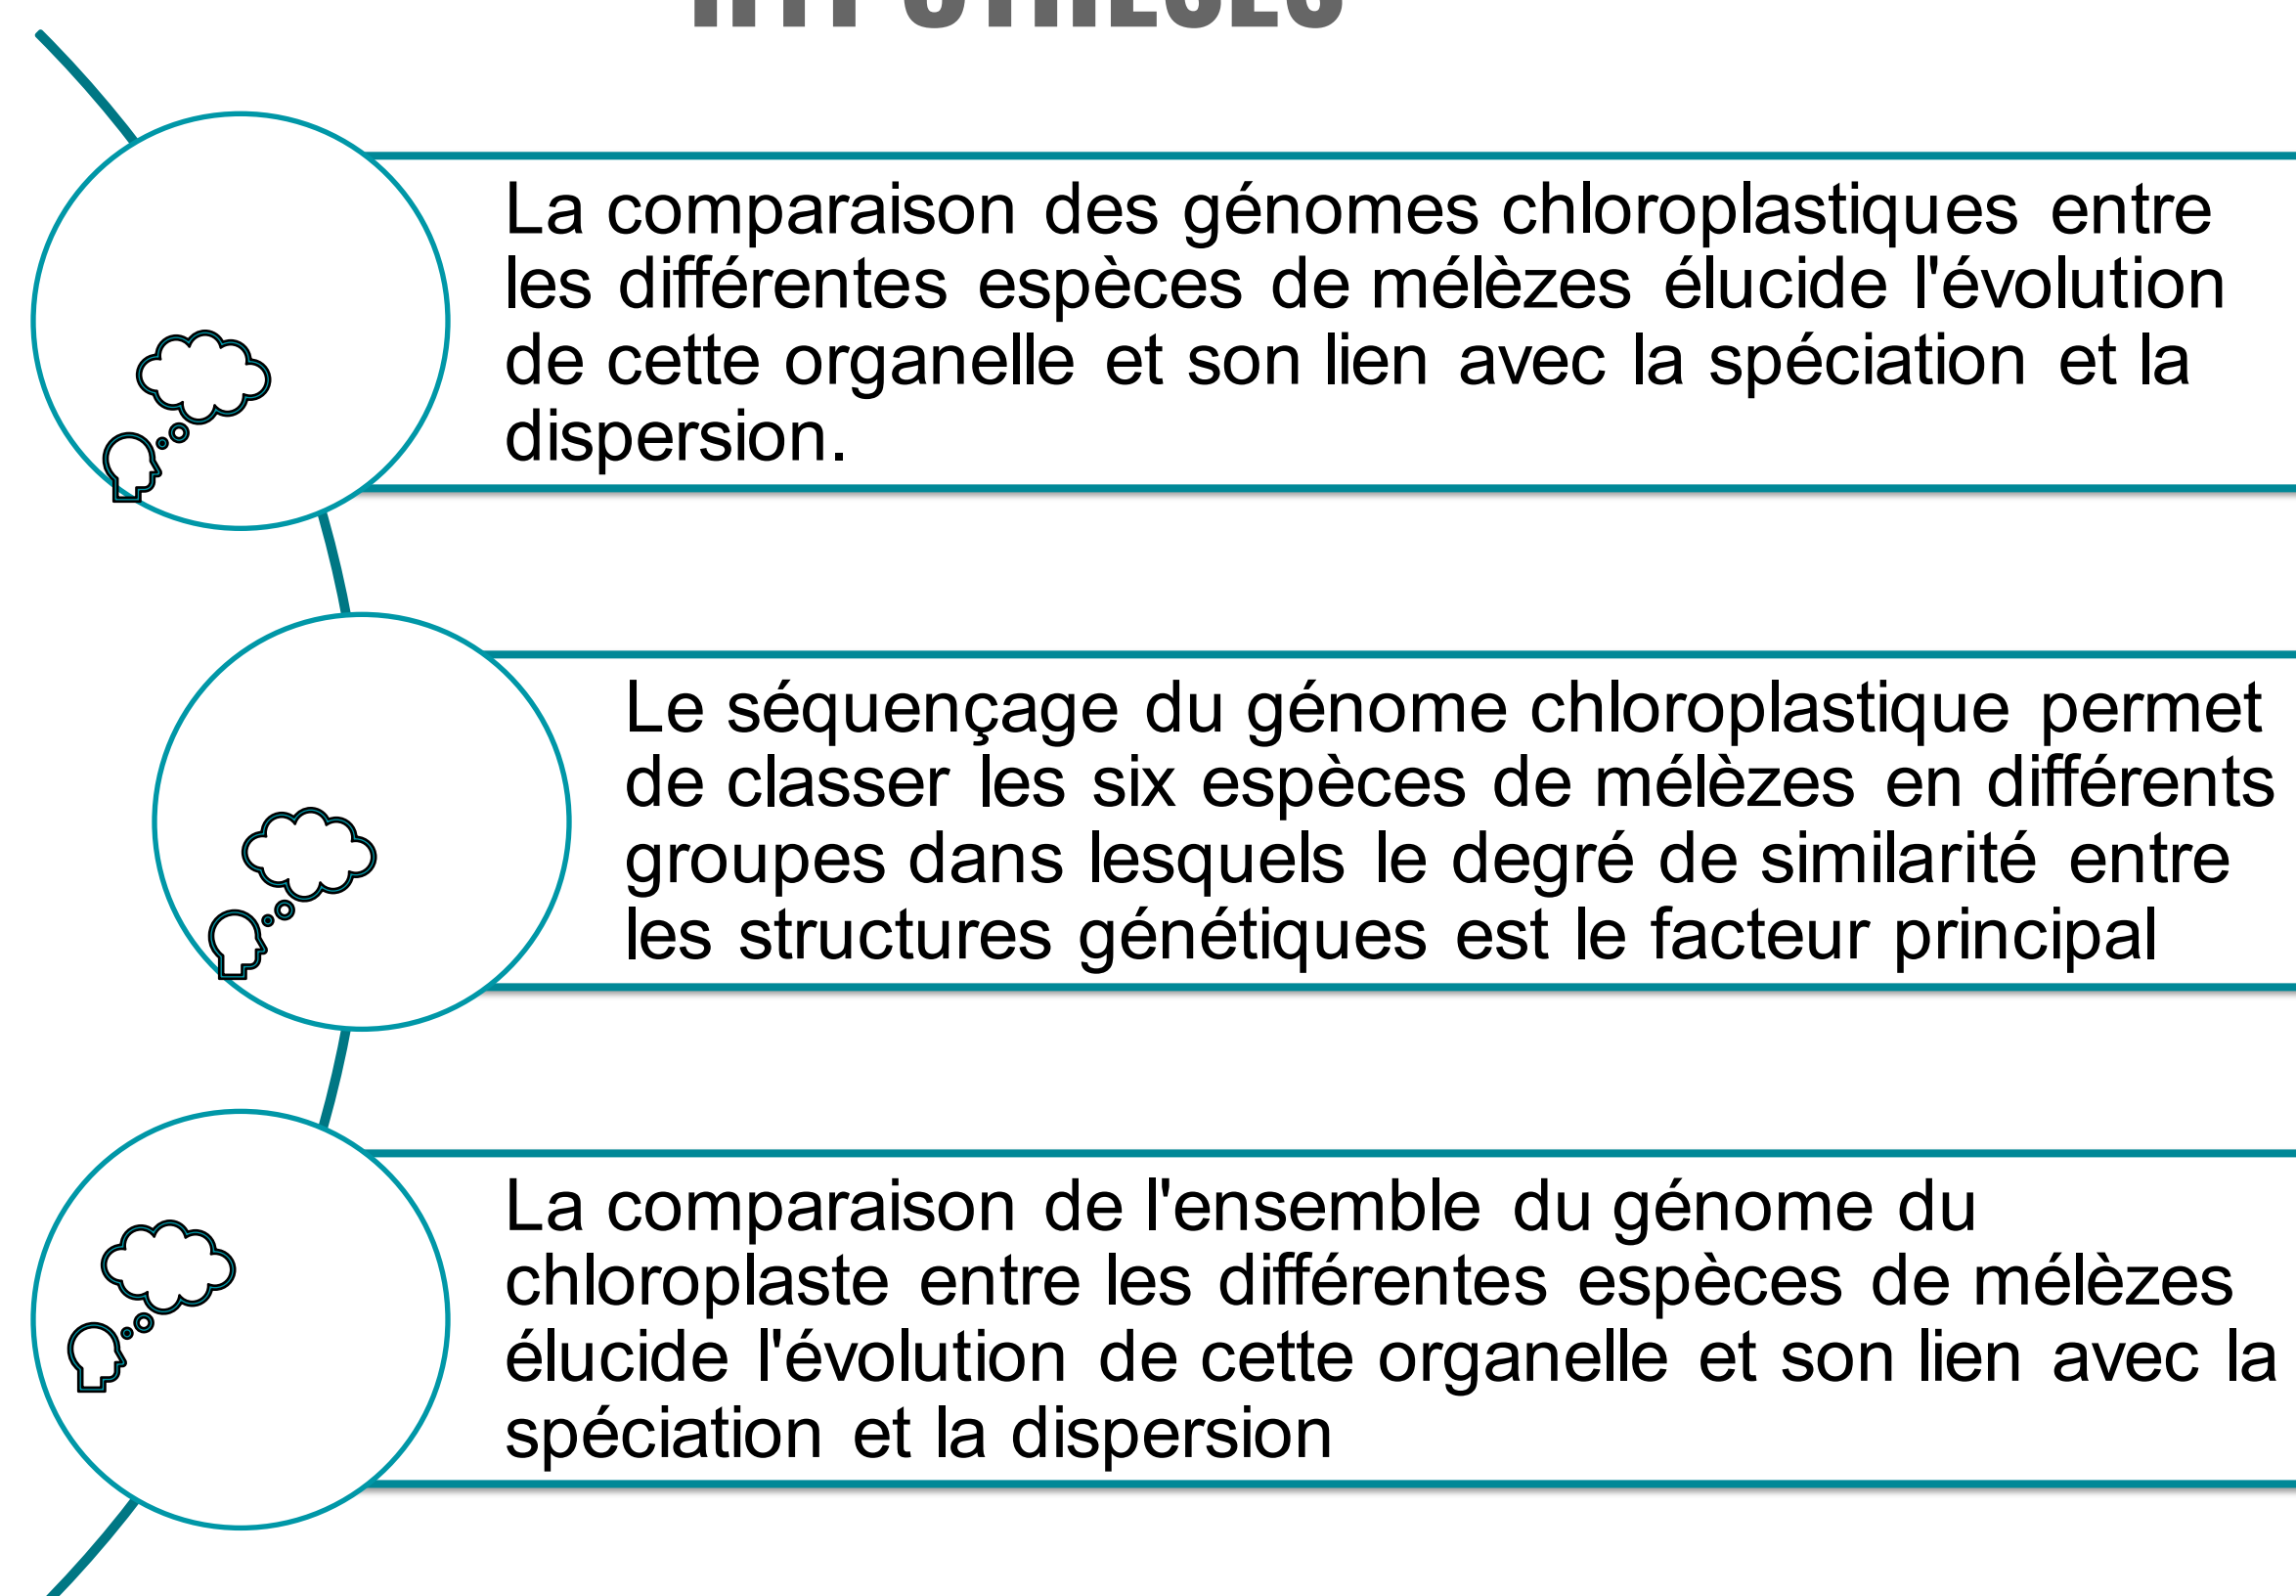 HYPOTHÈSES
La comparaison des génomes chloroplastiques entre
les différentes espèces de mélèzes élucide l'évolution
de cette organelle et son lien avec la spéciation et la
dispersion.
Le séquençage du génome chloroplastique permet
de classer les six espèces de mélèzes en différents
groupes dans lesquels le degré de similarité entre
les structures génétiques est le facteur principal
La comparaison de l'ensemble du génome du
chloroplaste entre les différentes espèces de mélèzes
élucide l'évolution de cette organelle et son lien avec la
spéciation et la dispersion